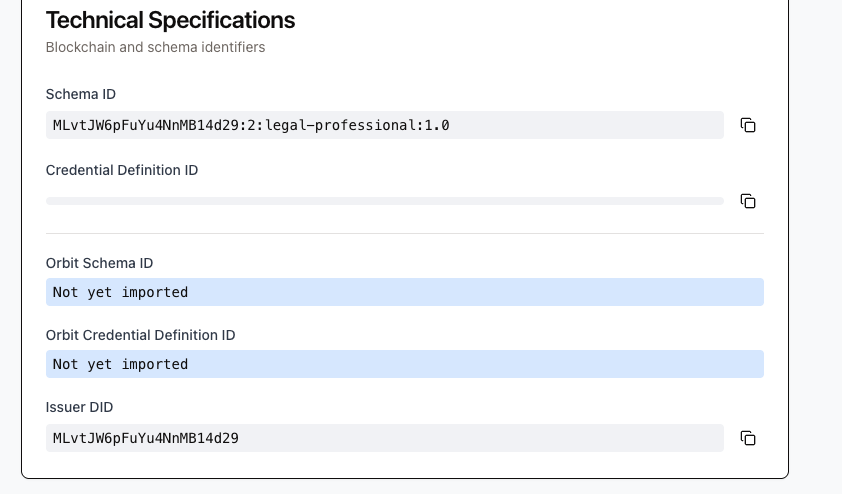 Technical Specifications
Blockchain and schema identifiers
Schema ID
MLvtJW6pFuYu4NnMB14d29:2:legal-professional:1.0
Credential Definition ID
Orbit Schema ID
Not yet imported
Orbit Credential Definition ID
Not yet imported
Issuer DID
MLvtJW6pFuYu4NnMB14d29